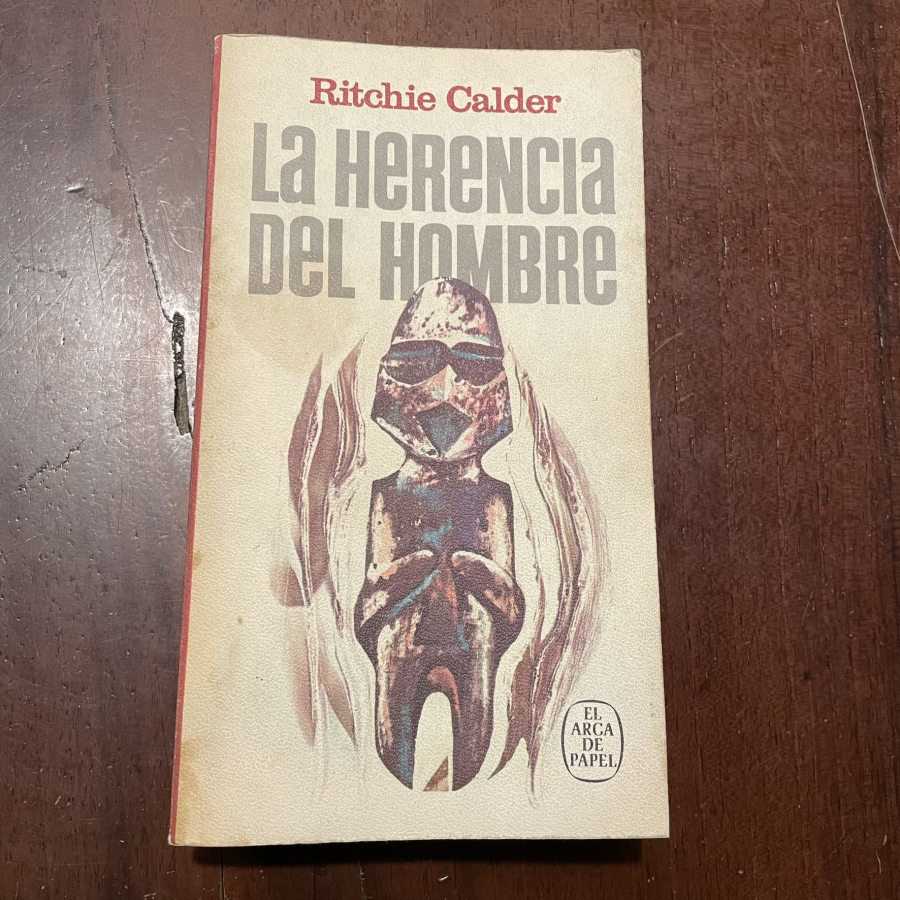 Ritchie Calder
La HeRENCIa
DeL HOMBRe
EL
ARCA
DE
PAPEL